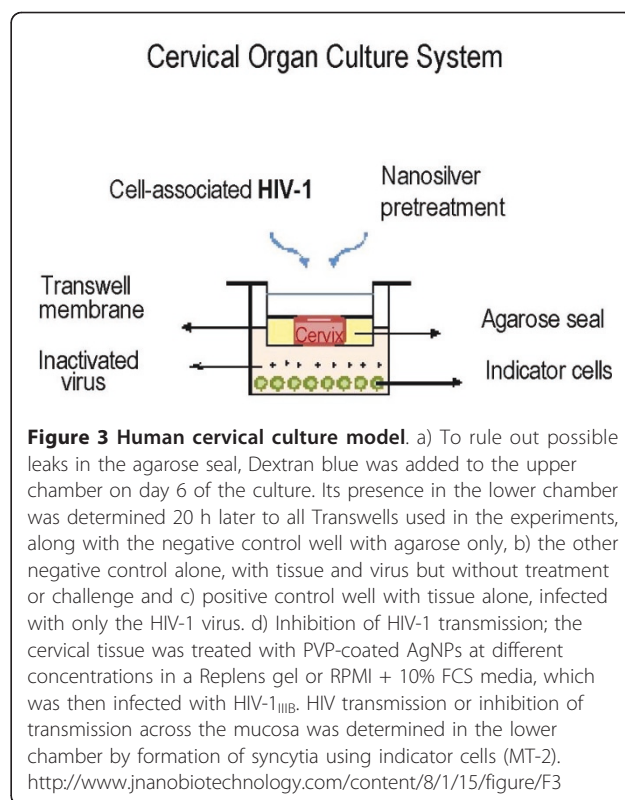 Cervical Organ Culture System
Cell-associated HIV-1
Nanosilver
pretreatment
Transwell
membrane
Cervix
Agarose seal
Inactivated
virus
Indicator cells
Figure 3 Human cervical culture model. a) To rule out possible
leaks in the agarose seal, Dextran blue was added to the upper
chamber on day 6 of the culture. Its presence in the lower chamber
was determined 20 h later to all Transwells used in the experiments,
along with the negative control well with agarose only, b) the other
negative control alone, with tissue and virus but without treatment
or challenge and c) positive control well with tissue alone, infected
with only the HIV-1 virus. d) Inhibition of HIV-1 transmission; the
cervical tissue was treated with PVP-coated AgNPs at different
concentrations in a Replens gel or RPMI + 10% FCS media, which
was then infected with HIV-1IIIB. HIV transmission or inhibition of
transmission across the mucosa was determined in the lower
chamber by formation of syncytia using indicator cells (MT-2).
http://www.jnanobiotechnology.com/content/8/1/15/figure/F3